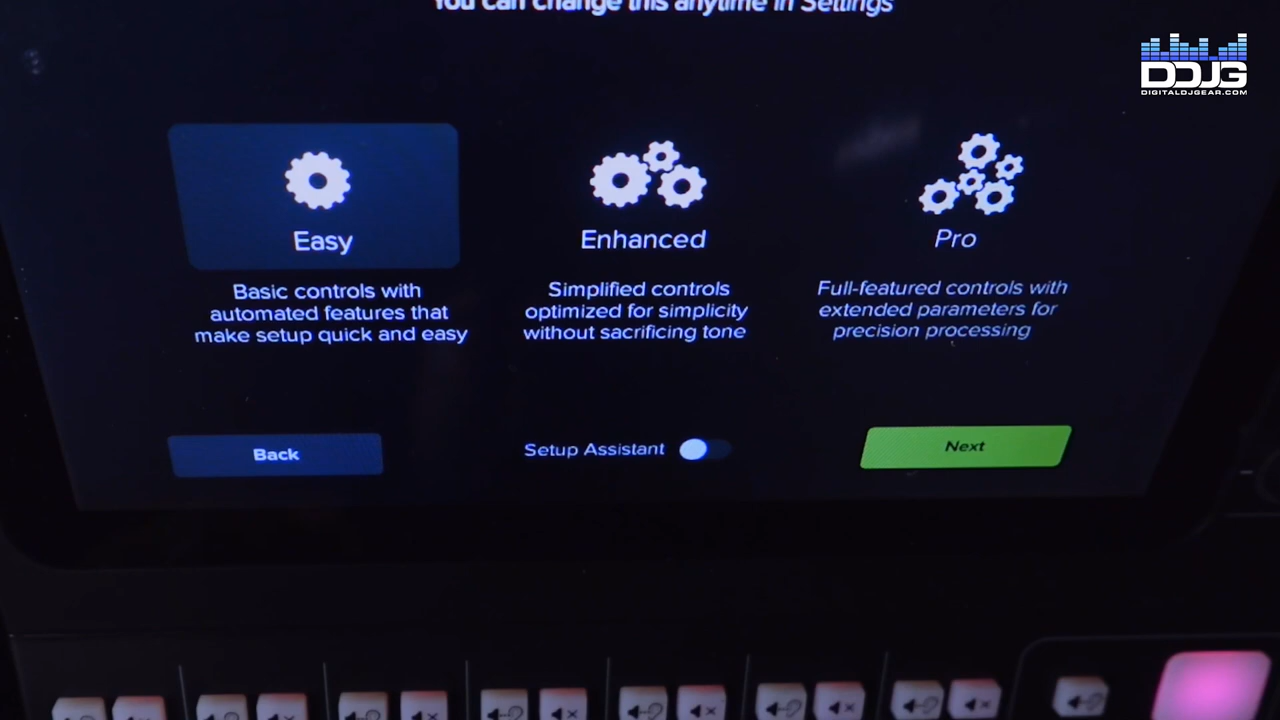 You can change this anytime in Settings
DDJG
DIGITALDJGEAR.COM
Easy
Enhanced
Pro
Basic controls with
automated features that
make setup quick and easy
Simplified controls
optimized for simplicity
without sacrificing tone
Full-featured controls with
extended parameters for
precision processing
Back
Setup Assistant
Next